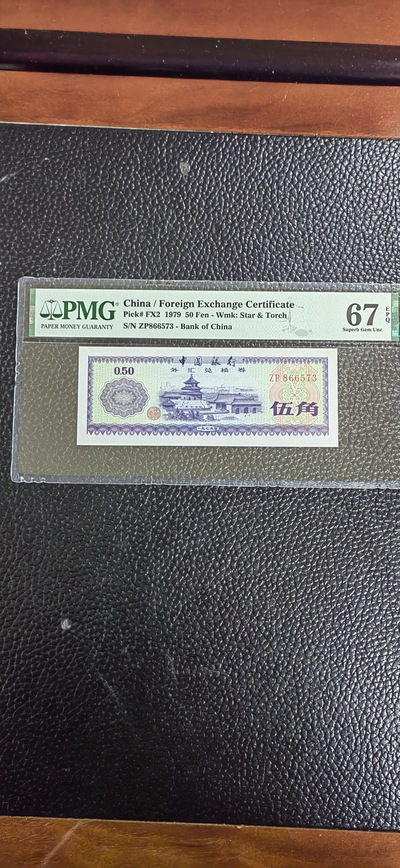 PMG
PAPER MONEY GUARANTY
China / Foreign Exchange Certificate
Pick# FX2 1979 50 Fen - Wmk: Star & Torch
S/N ZP866573 - Bank of China
67
EPQ
Superb Gem Unc
中国银行
外汇兑换券
0.50
ZP 866573
伍角